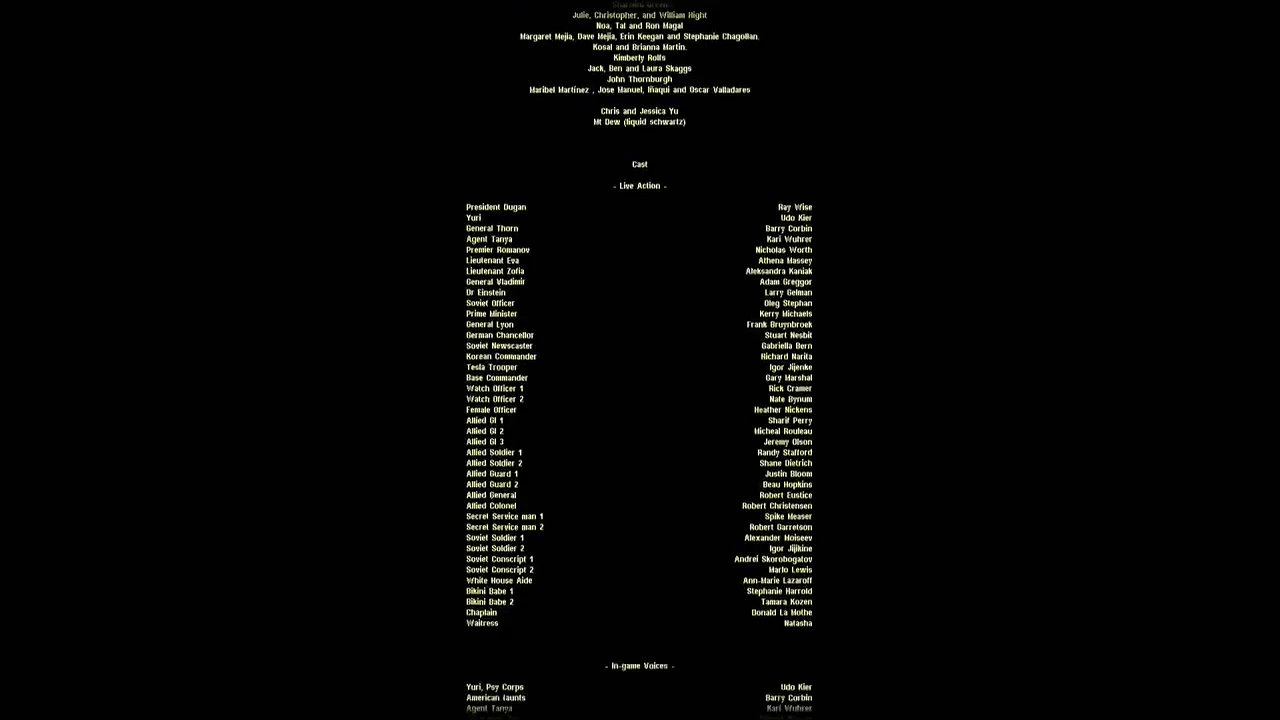 Sharolin Green
Julie, Christopher, and William Hight
Noa, Tal and Ron Magal
Margaret Mejia, Dave Mejia, Erin Keegan and Stephanie Chagollan.
Kosal and Brianna Martin.
Kimberly Rolfs
Jack, Ben and Laura Skaggs
John Thornburgh
Maribel Martínez , Jose Manuel, Iñaqui and Oscar Valladares
Chris and Jessica Yu
Mt Dew (liquid schwartz)
Cast
- Live Action -
President Dugan Ray Wise
Yuri Udo Kier
General Thorn Barry Corbin
Agent Tanya Kari Wuhrer
Premier Romanov Nicholas Worth
Lieutenant Eva Athena Massey
Lieutenant Zofia Aleksandra Kaniak
General Vladimir Adam Greggor
Dr Einstein Larry Gelman
Soviet Officer Oleg Stephan
Prime Minister Kerry Michaels
General Lyon Frank Bruynbroek
German Chancellor Stuart Nesbit
Soviet Newscaster Gabriella Bern
Korean Commander Richard Narita
Tesla Trooper Igor Jijenke
Base Commander Gary Marshal
Watch Officer 1 Rick Cramer
Watch Officer 2 Nate Bynum
Female Officer Heather Nickens
Allied GI 1 Sharif Perry
Allied GI 2 Micheal Rouleau
Allied GI 3 Jeremy Olson
Allied Soldier 1 Randy Stafford
Allied Soldier 2 Shane Dietrich
Allied Guard 1 Justin Bloom
Allied Guard 2 Beau Hopkins
Allied General Robert Eustice
Allied Colonel Robert Christensen
Secret Service man 1 Spike Measer
Secret Service man 2 Robert Garretson
Soviet Soldier 1 Alexander Moiseev
Soviet Soldier 2 Igor Jijikine
Soviet Conscript 1 Andrei Skorobogatov
Soviet Conscript 2 Marlo Lewis
White House Aide Ann-Marie Lazaroff
Bikini Babe 1 Stephanie Harrold
Bikini Babe 2 Tamara Kozen
Chaplain Donald La Mothe
Waitress Natasha
- In-game Voices -
Yuri, Psy Corps Udo Kier
American taunts Barry Corbin
Agent Tanya Kari Wuhrer